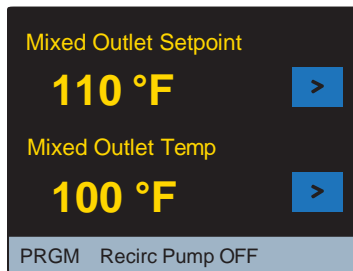 Mixed Outlet Setpoint
110 °F >
Mixed Outlet Temp
100 °F >
PRGM Recirc Pump OFF